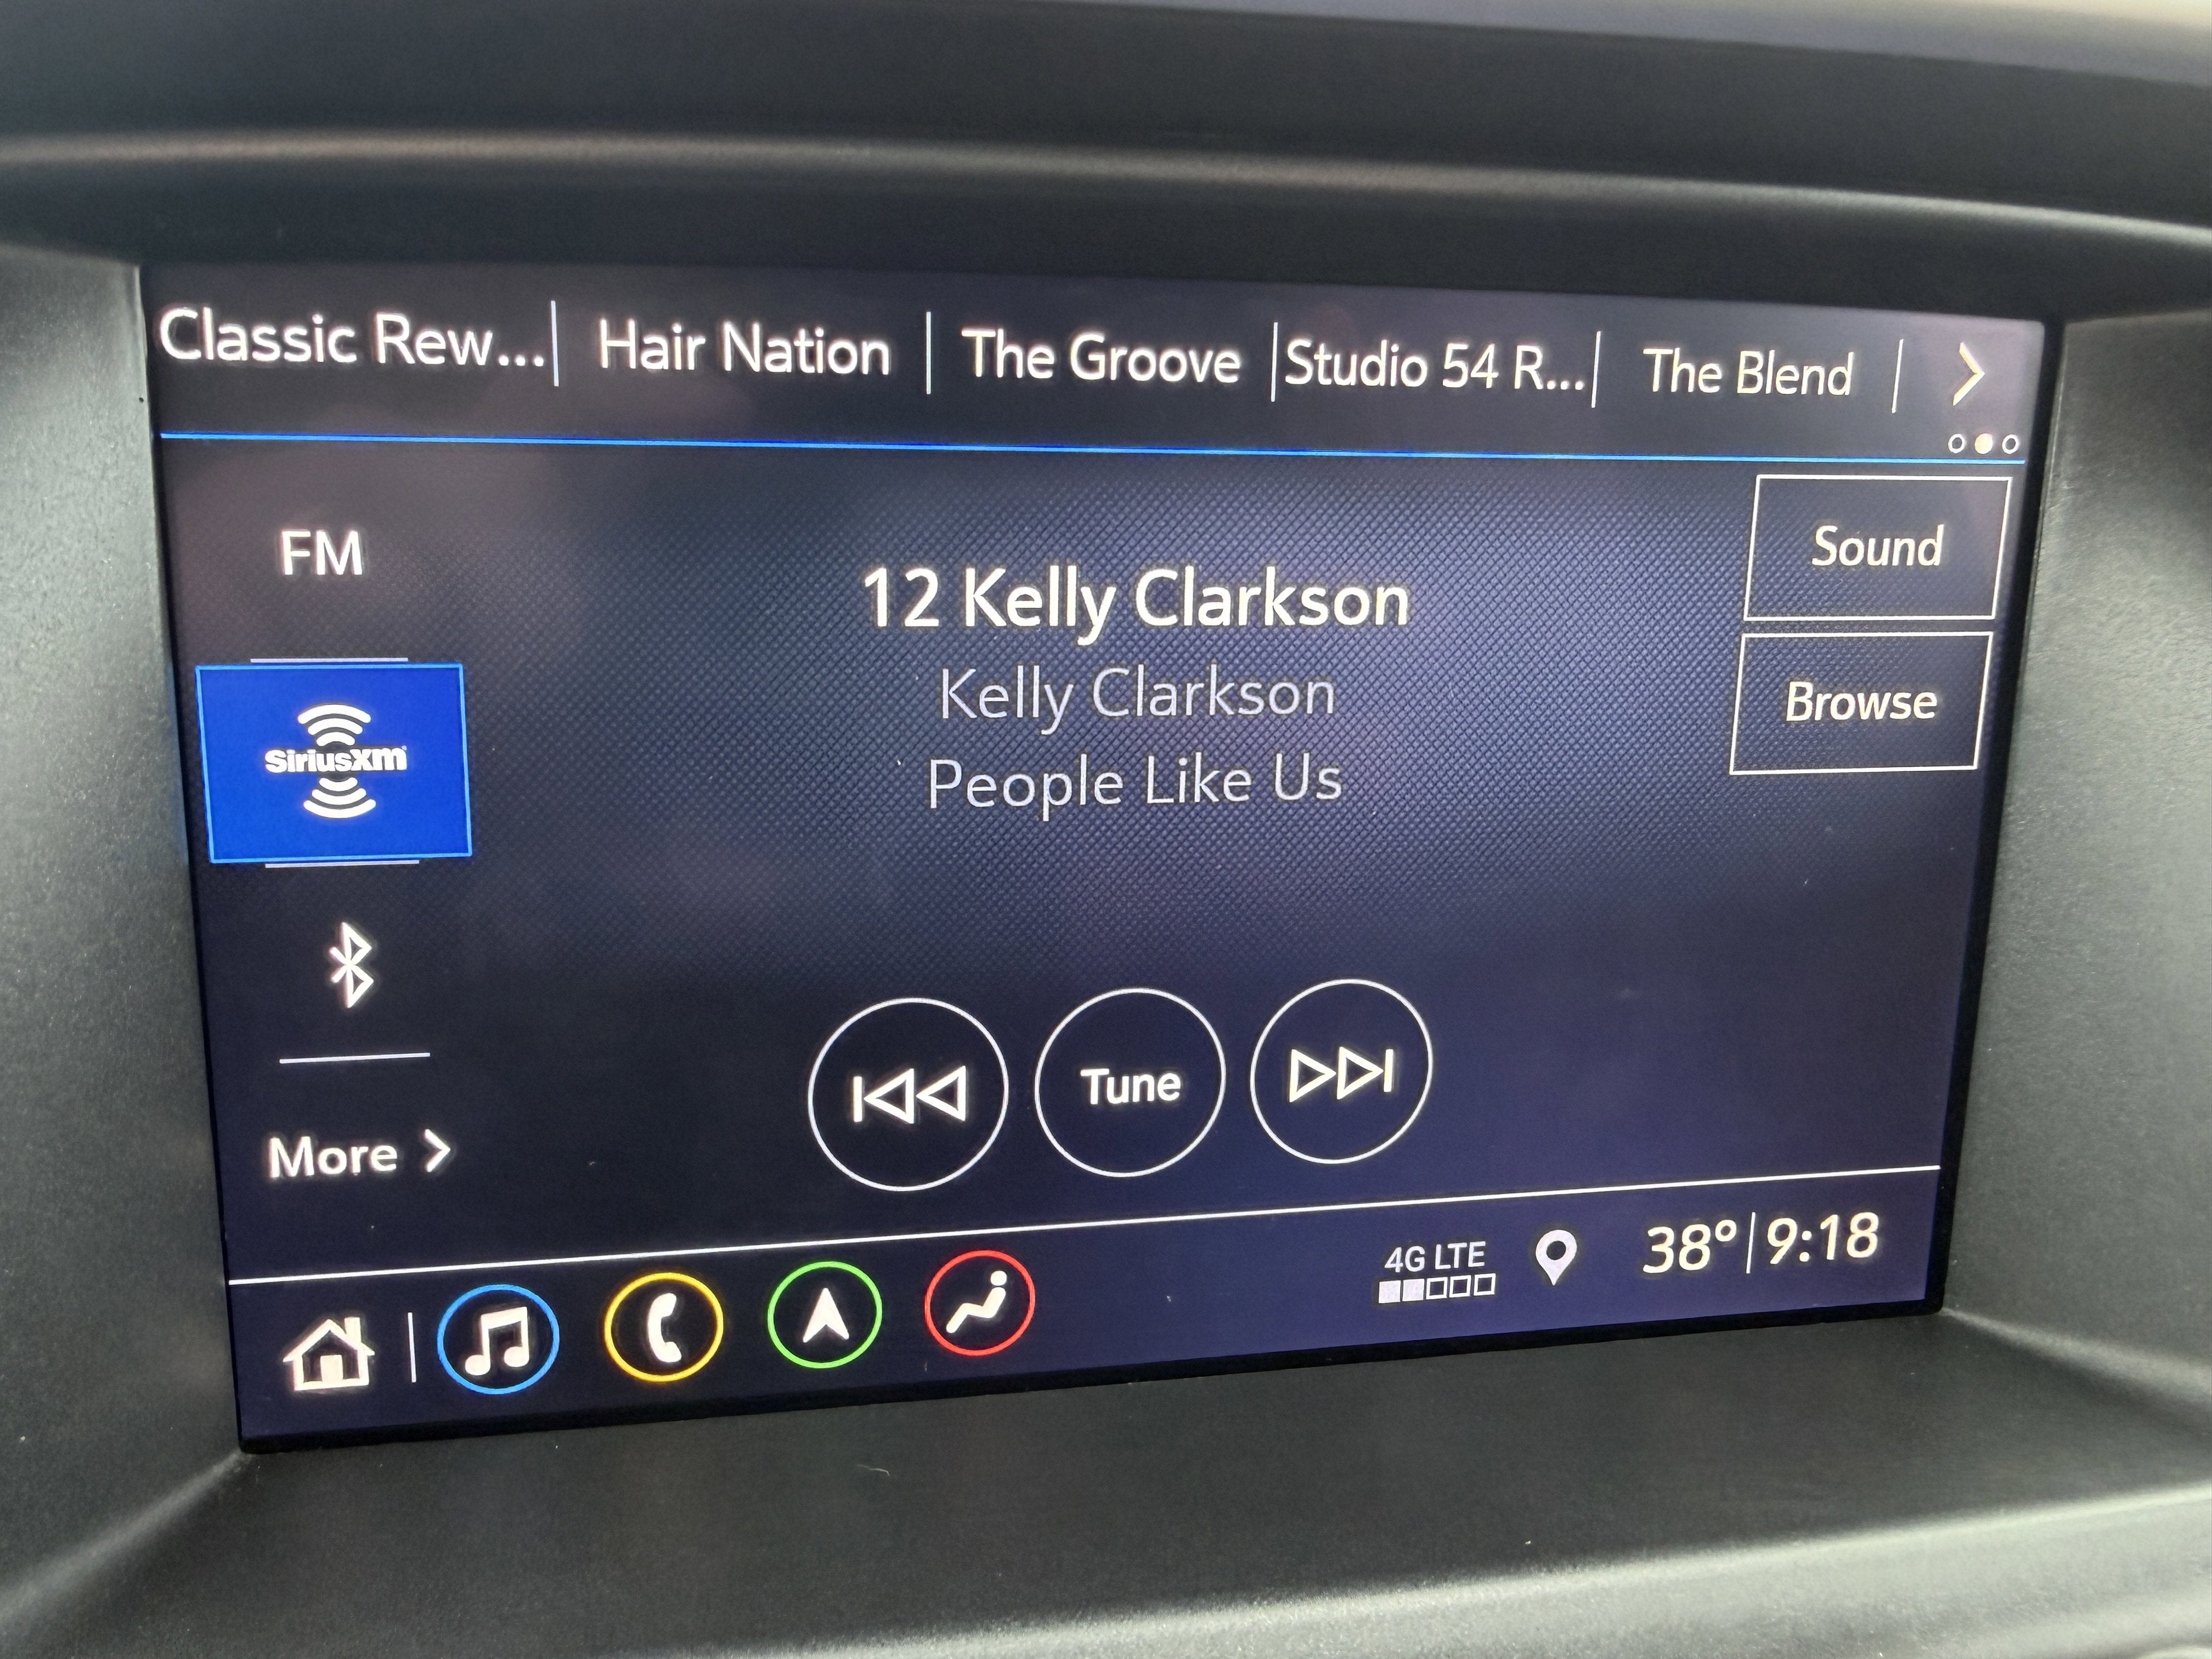 Classic Rew...
Hair Nation
The Groove
Studio 54 R...
The Blend
FM
Sound
12 Kelly Clarkson
Kelly Clarkson
Browse
SiriusXM
People Like Us
Tune
More
4G LTE
38° 9:18